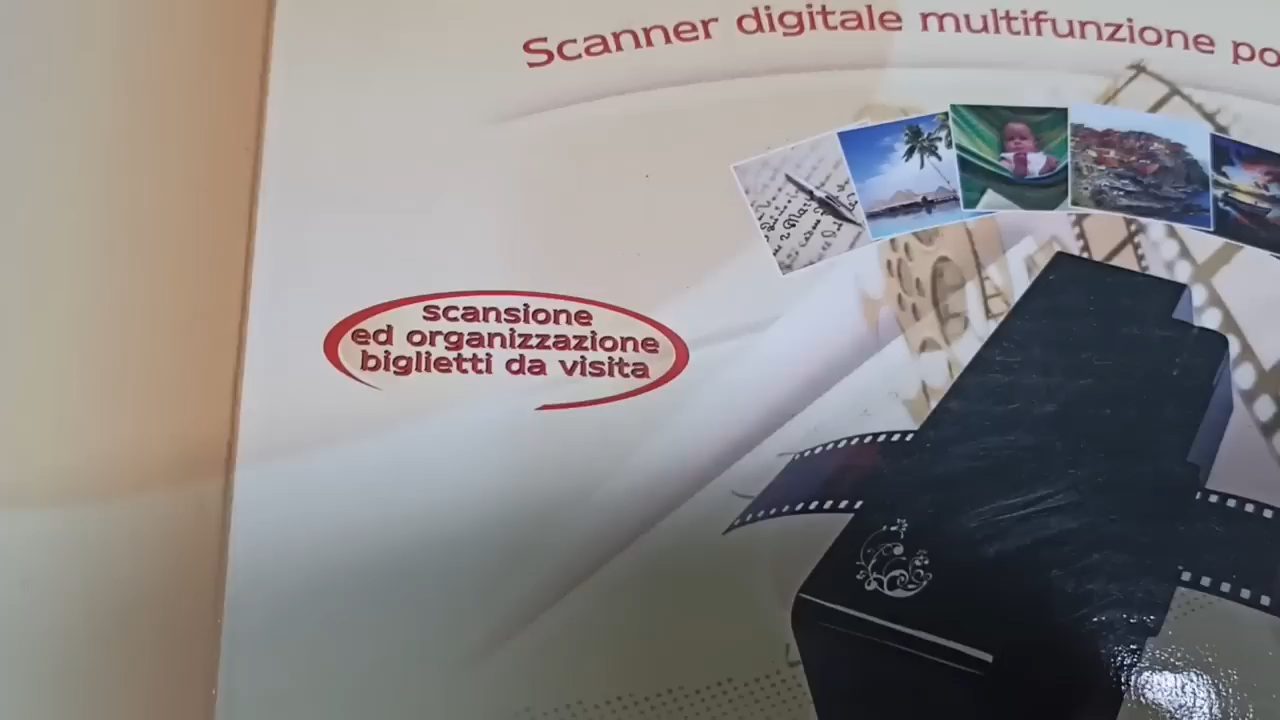 Scanner digitale multifunzione
scansione
ed organizzazione
biglietti da visita